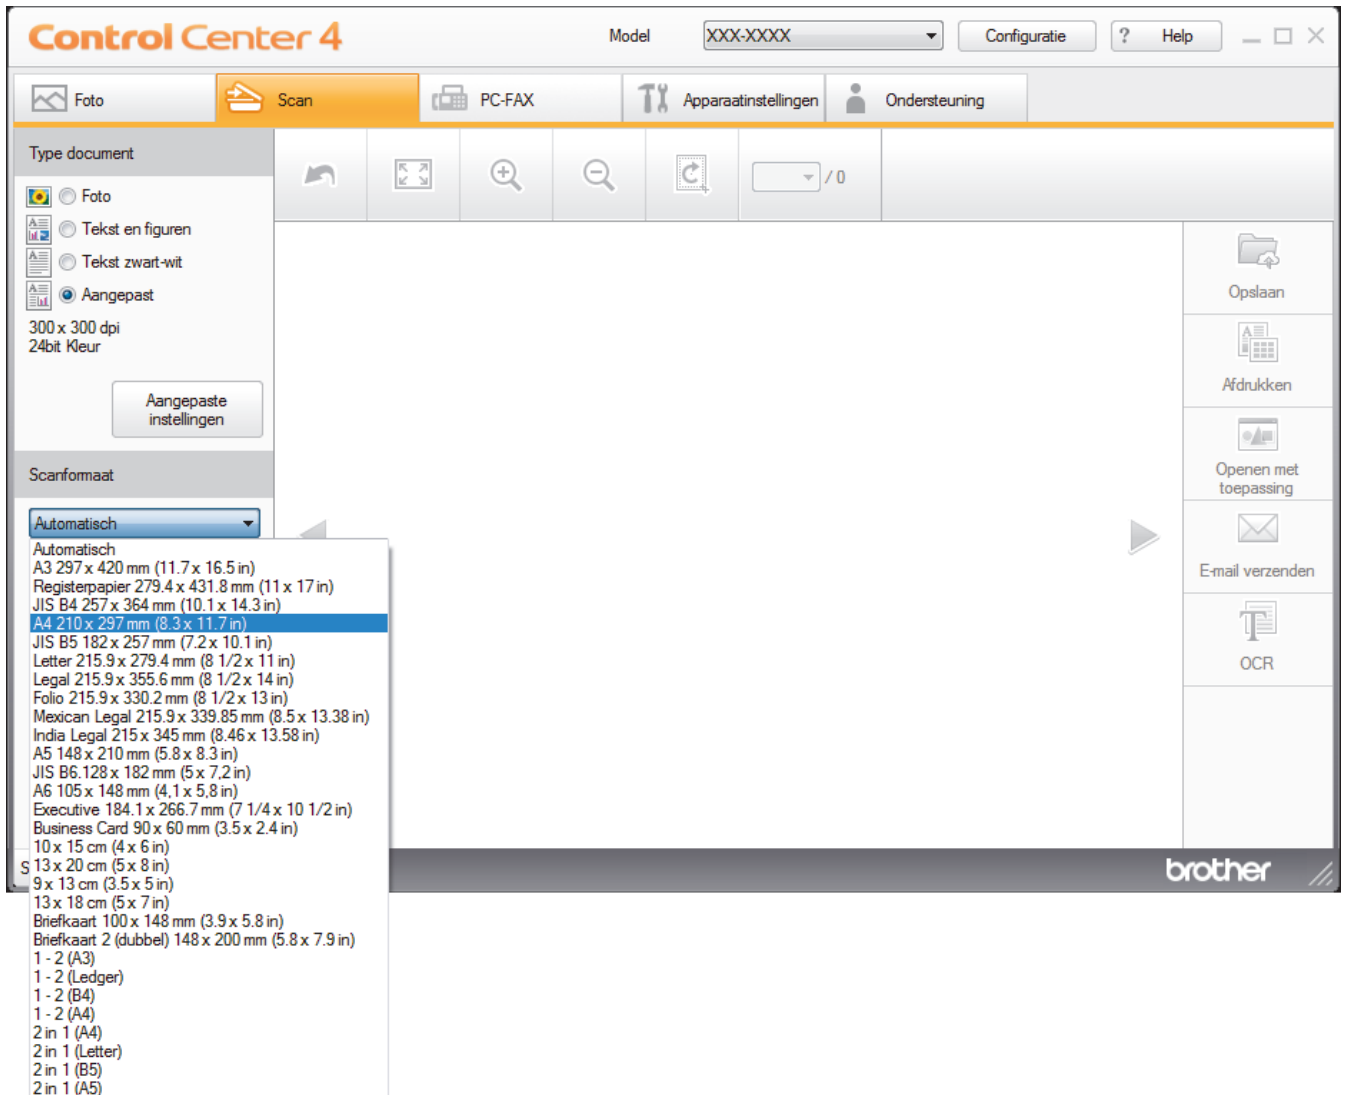 Control Center 4
Model
XXX-XXXX
Configuratie
? Help
Foto
Scan
PC-FAX
Apparaatinstellingen
Ondersteuning
Type document
Foto
Tekst en figuren
Tekst zwart-wit
Aangepast
300 x 300 dpi
24bit Kleur
Aangepaste
instellingen
/ 0
Scanformaat
Automatisch
Automatisch
A3 297 x 420 mm (11.7 x 16.5 in)
Registerpapier 279.4 x 431.8 mm (11 x 17 in)
JIS B4 257 x 364 mm (10.1 x 14.3 in)
A4 210 x 297 mm (8.3 x 11.7 in)
JIS B5 182 x 257 mm (7.2 x 10.1 in)
Letter 215.9 x 279.4 mm (8 1/2 x 11 in)
Legal 215.9 x 355.6 mm (8 1/2 x 14 in)
Folio 215.9 x 330.2 mm (8 1/2 x 13 in)
Mexican Legal 215.9 x 339.85 mm (8.5 x 13.38 in)
India Legal 215 x 345 mm (8.46 x 13.58 in)
A5 148 x 210 mm (5.8 x 8.3 in)
JIS B6.128 x 182 mm (5 x 7,2 in)
A6 105 x 148 mm (4,1 x 5,8 in)
Executive 184.1 x 266.7 mm (7 1/4 x 10 1/2 in)
Business Card 90 x 60 mm (3.5 x 2.4 in)
10 x 15 cm (4 x 6 in)
13 x 20 cm (5 x 8 in)
9 x 13 cm (3.5 x 5 in)
13 x 18 cm (5 x 7 in)
Briefkaart 100 x 148 mm (3.9 x 5.8 in)
Briefkaart 2 (dubbel) 148 x 200 mm (5.8 x 7.9 in)
1 - 2 (A3)
1 - 2 (Ledger)
1 - 2 (B4)
1 - 2 (A4)
2 in 1 (A4)
2 in 1 (Letter)
2 in 1 (B5)
2 in 1 (A5)
Opslaan
Afdrukken
Openen met
toepassing
E-mail verzenden
OCR
brother